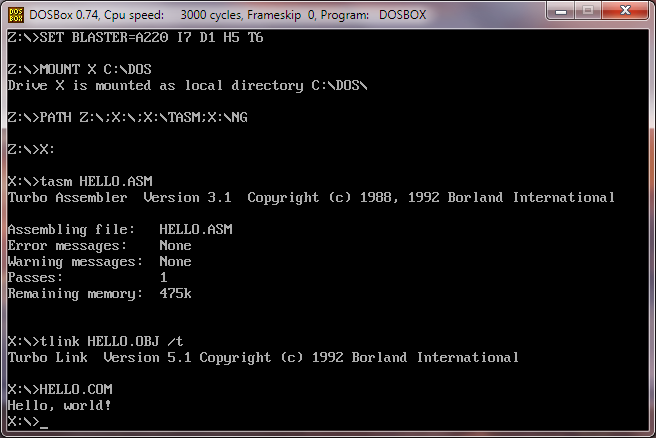 DOS
BOX
DOSBox 0.74, Cpu speed: 3000 cycles, Frameskip 0, Program: DOSBOX
Z:\>SET BLASTER=A220 I7 D1 H5 T6
Z:\>MOUNT X C:\DOS
Drive X is mounted as local directory C:\DOS\
Z:\>PATH Z:\;X:\;X:\TASM;X:\NG
Z:\>X:
X:\>tasm HELLO.ASM
Turbo Assembler  Version 3.1  Copyright (c) 1988, 1992 Borland International
Assembling file:   HELLO.ASM
Error messages:    None
Warning messages:  None
Passes:            1
Remaining memory:  475k
X:\>tlink HELLO.OBJ /t
Turbo Link  Version 5.1 Copyright (c) 1992 Borland International
X:\>HELLO.COM
Hello, world!
X:\>_